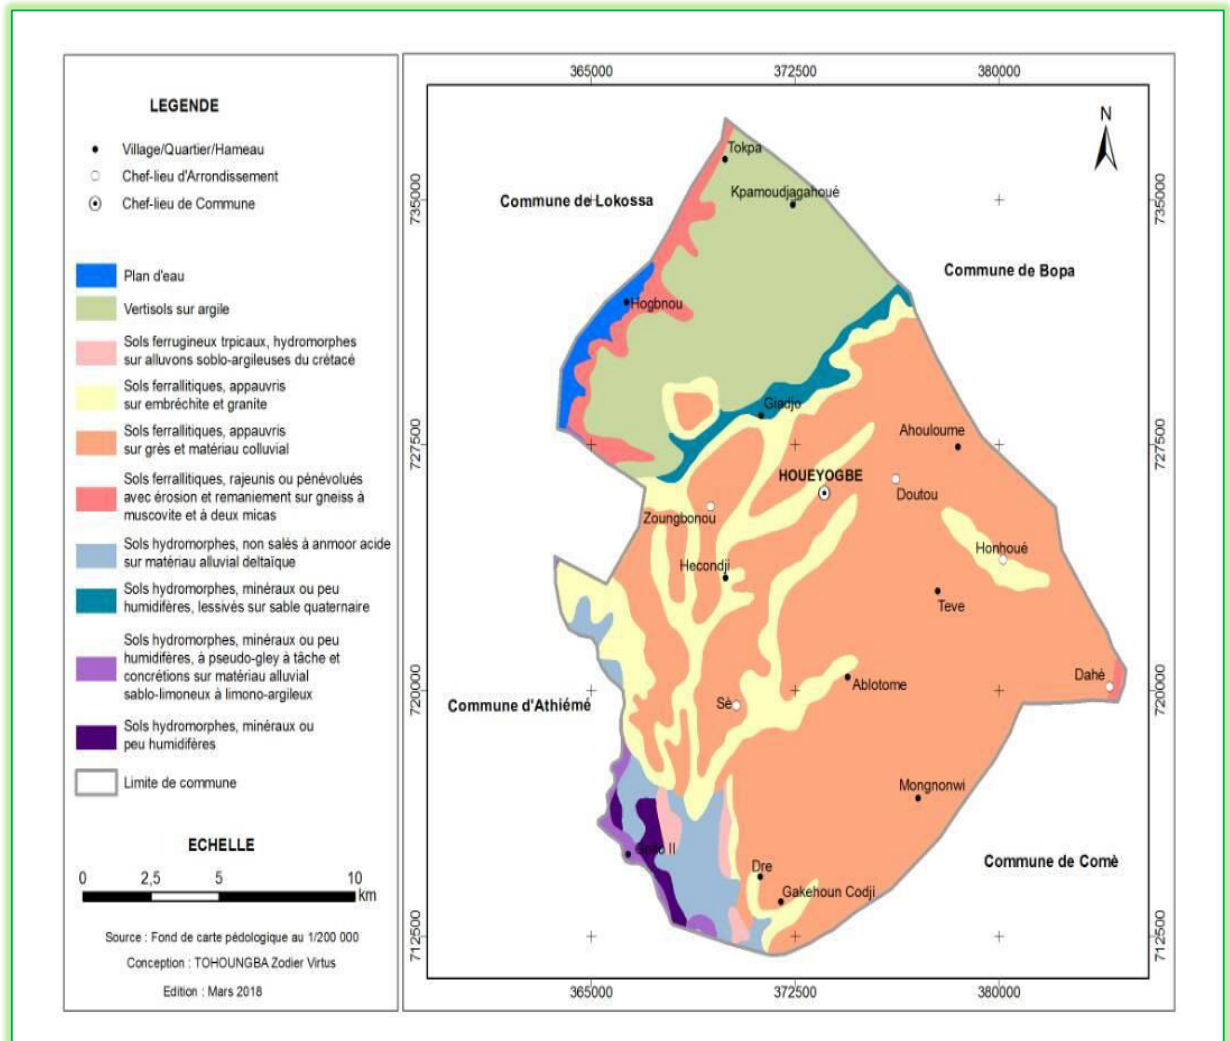 LEGENDE
Village/Quartier/Hameau
Chef-lieu d'Arrondissement
Chef-lieu de Commune
Plan d'eau
Vertisols sur argile
Sols ferrugineux trpicaux, hydromorphes
sur alluvons soblo-argileuses du crétacé
Sols ferrallitiques, appauvris
sur embréchite et granite
Sols ferrallitiques, appauvris
sur grès et matériau colluvial
Sols ferrallitiques, rajeunis ou pénévolués
avec érosion et remaniement sur gneiss à
muscovite et à deux micas
Sols hydromorphes, non salés à anmoor acide
sur matériau alluvial deltaïque
Sols hydromorphes, minéraux ou peu
humidifères, lessivés sur sable quaternaire
Sols hydromorphes, minéraux ou peu
humidifères, à pseudo-gley à tâche et
concrétions sur matériau alluvial
sablo-limoneux à limono-argileux
Sols hydromorphes, minéraux ou
peu humidifères
Limite de commune
ECHELLE
0 2,5 5 10
km
Source : Fond de carte pédologique au 1/200 000
Conception : TOHOUNGBA Zodier Virtus
Edition : Mars 2018
365000 372500 380000
N
Tokpa
735000 Commune de Lokossa Kpamoudjagahoué 735000
Commune de Bopa
Hogbnou
Giadjo
727500 Ahouloume 727500
HOUEYOGBE
Doutou
Zoungbonou
Honhoué
Hecondji
Teve
Dahé
720000 Commune d'Athiémé Sè Ablotome 720000
Mongnonwi
II
Commune de Comè
Dre
Gakehoun Codji
712500 712500
365000 372500 380000